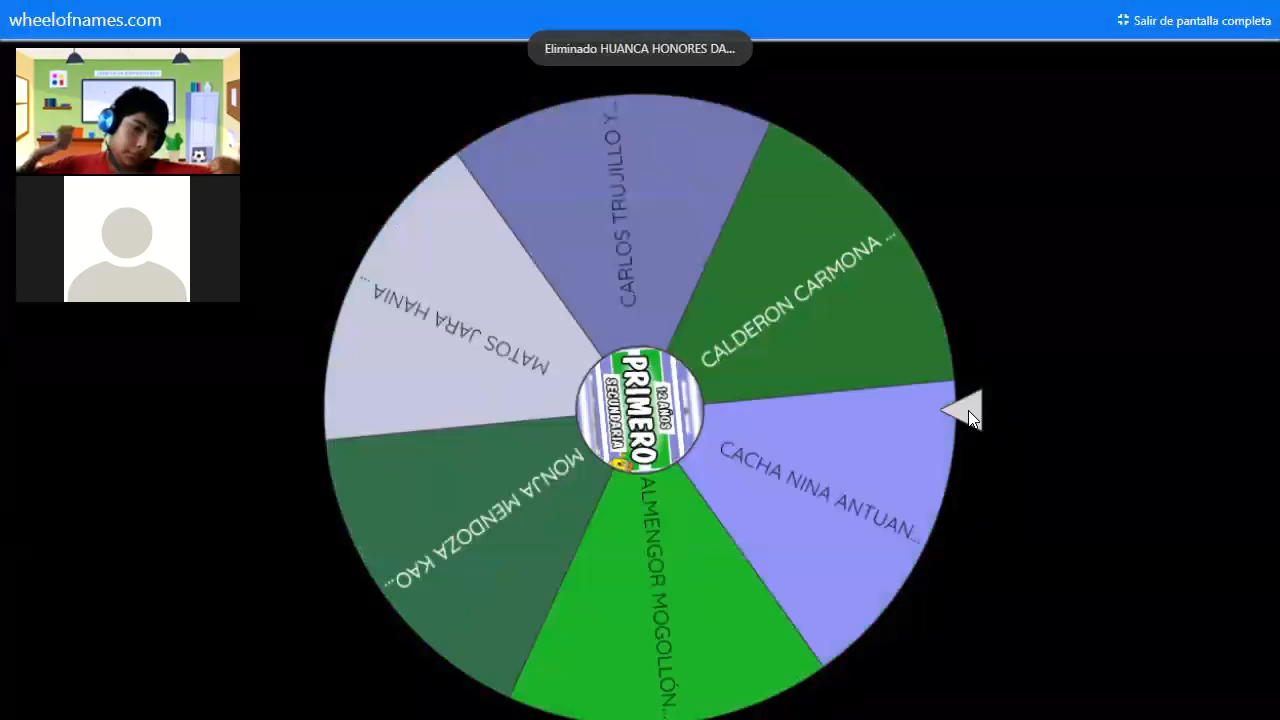 wheelofnames.com
Salir de pantalla completa
Eliminado HUANCA HONORES DA...
CARLOS TRUJILLO Y...
CALDERON CARMONA ...
CACHA NINA ANTUAN...
ALMENGOR MOGOLLÓN...
MONJA MENDOZA KAO...
MATOS JARA HANIA ...
12 AÑOS
PRIMERO
SECUNDARIA